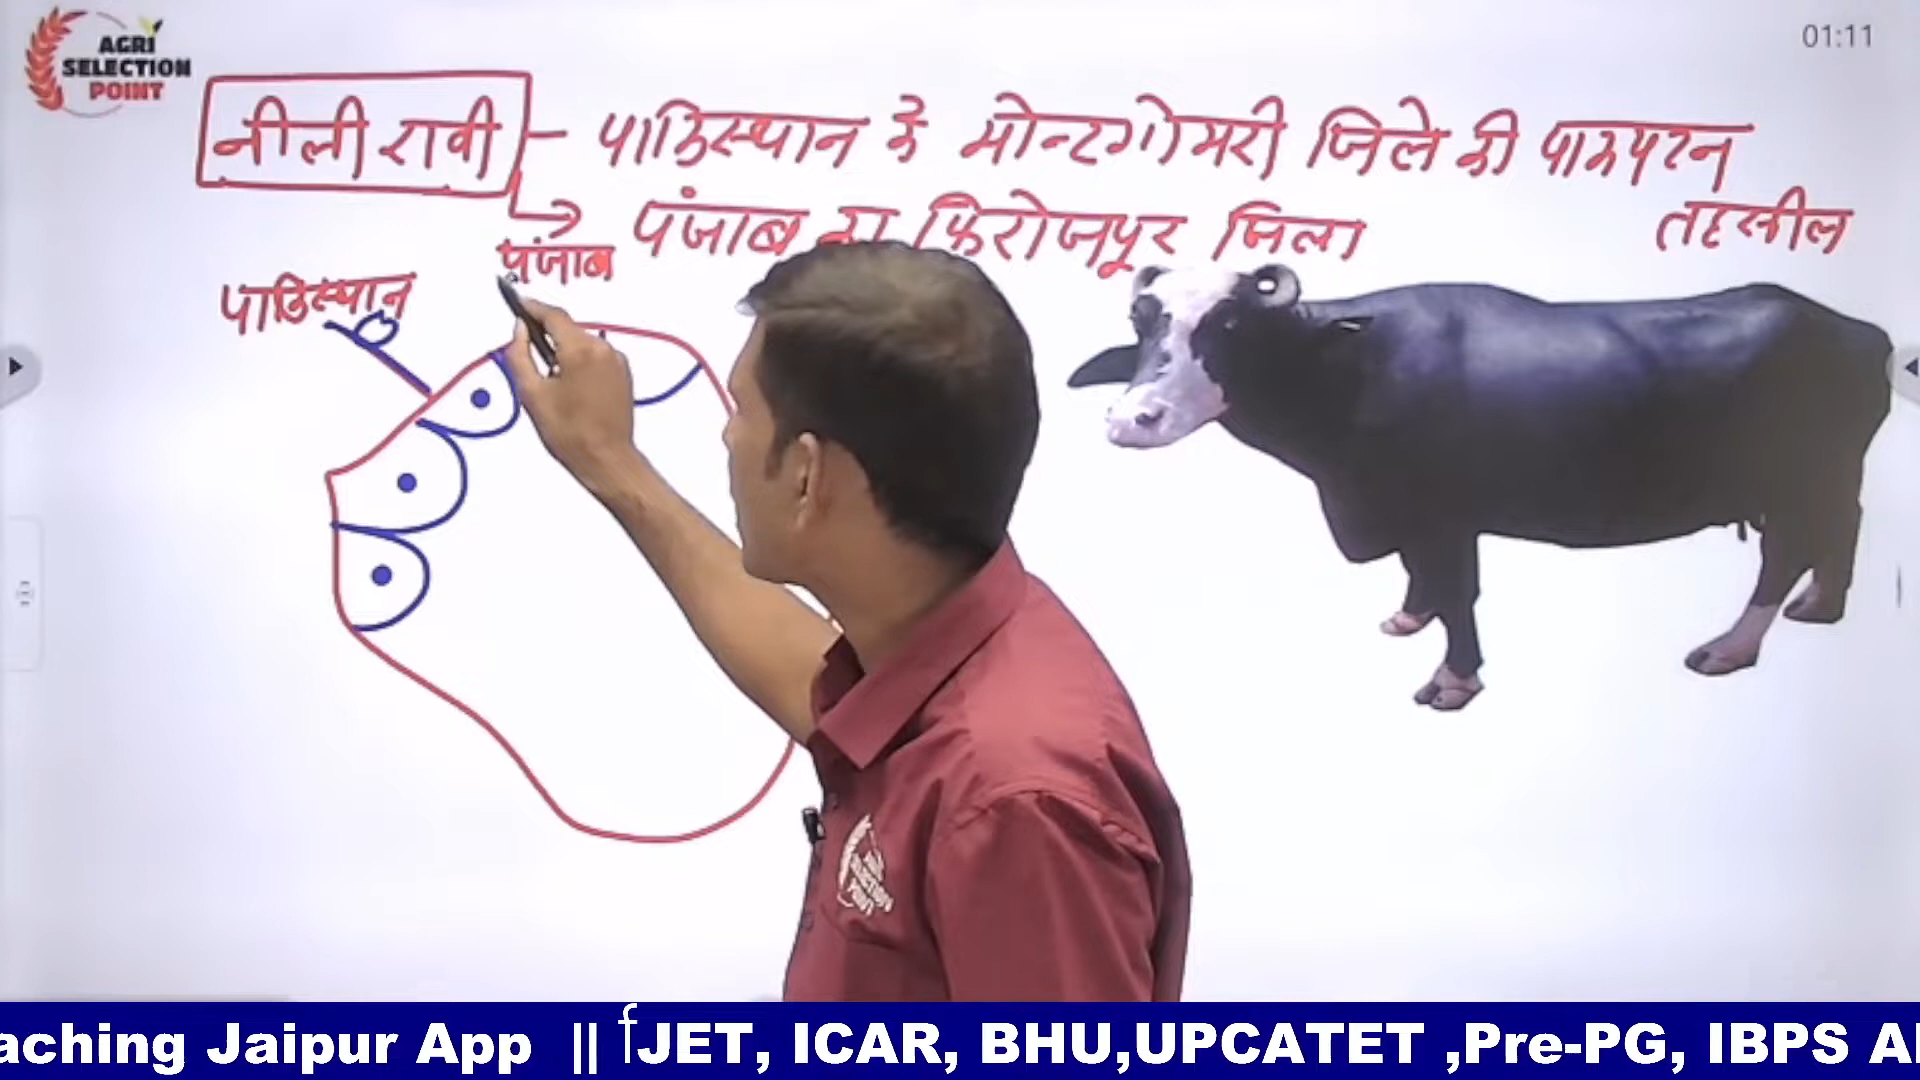 AGRI
SELECTION
POINT
01:11
नीली रावी – पाकिस्थान के मोन्टगोमरी जिले की पाकपटन
तहसील
पंजाब का फिरोजपूर जिला
पंजाब
पाकिस्थान
aching Jaipur App || JET, ICAR, BHU,UPCATET ,Pre-PG, IBPS A